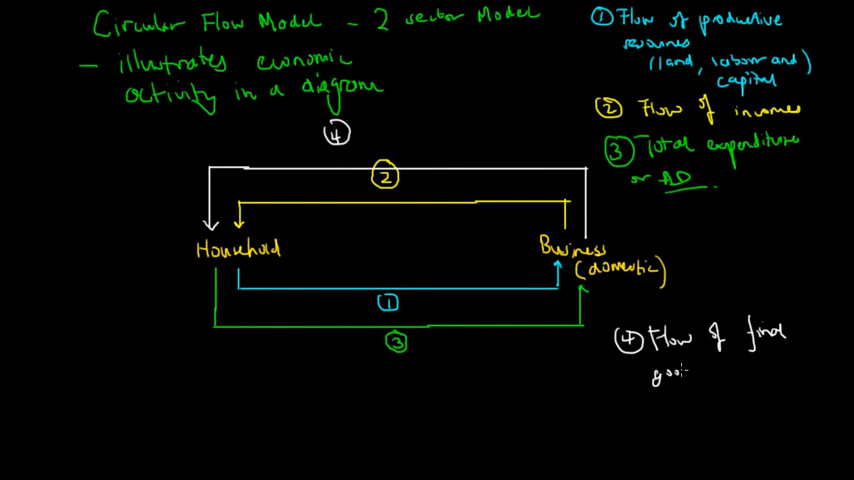 Circular Flow Model - 2 sector Model
- illustrates economic
activity in a diagram
① Flow of productive
resources
(land, labour and)
capital
② Flow of incomes
③ Total expenditures
or AD
④
②
Household
Business
(domestic)
①
③
④ Flow of final
goo